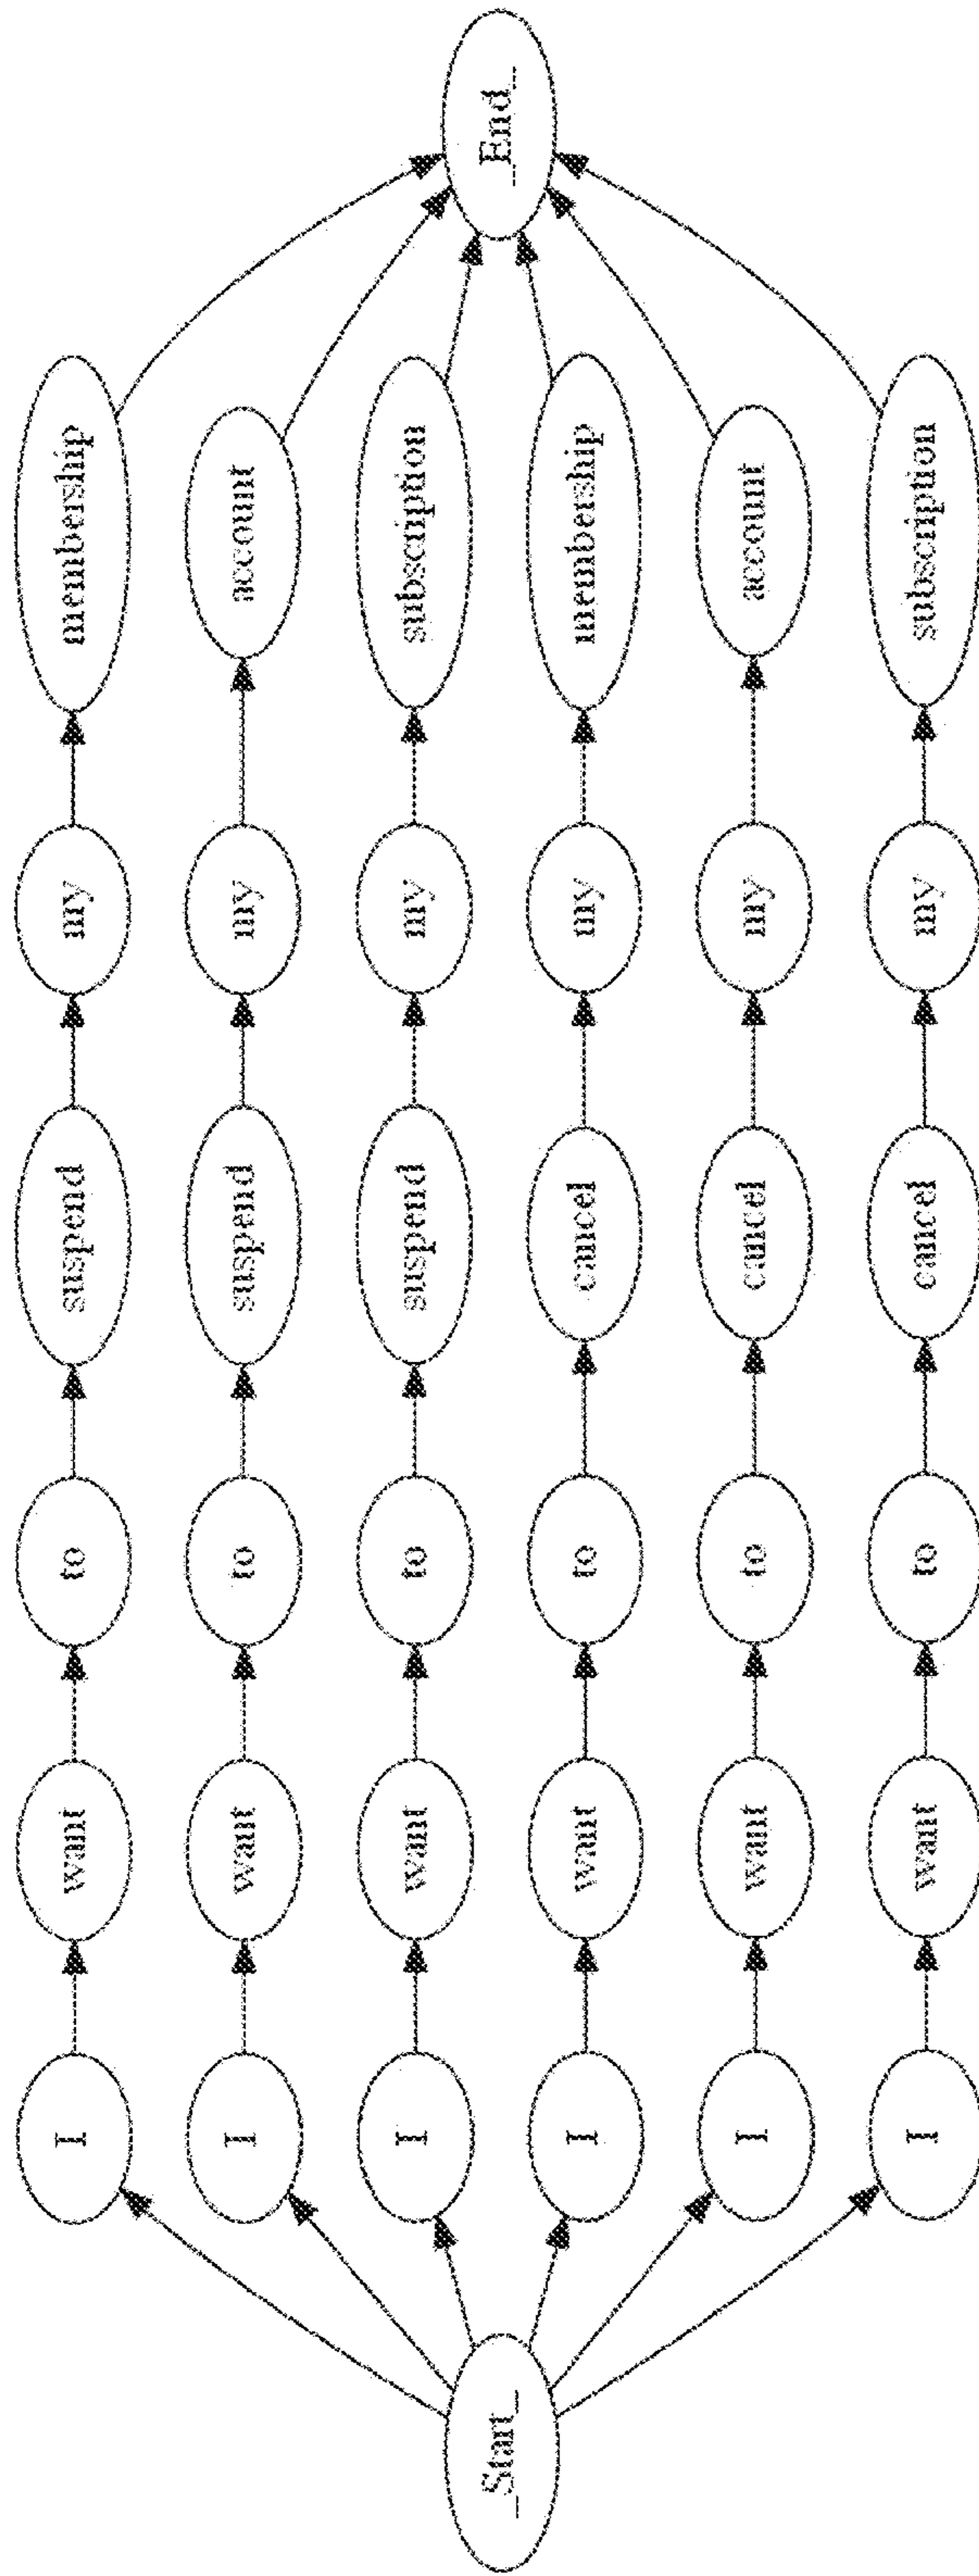 _Start_
I want to suspend my membership
I want to suspend my account
I want to suspend my subscription
I want to cancel my membership
I want to cancel my account
I want to cancel my subscription
_End_